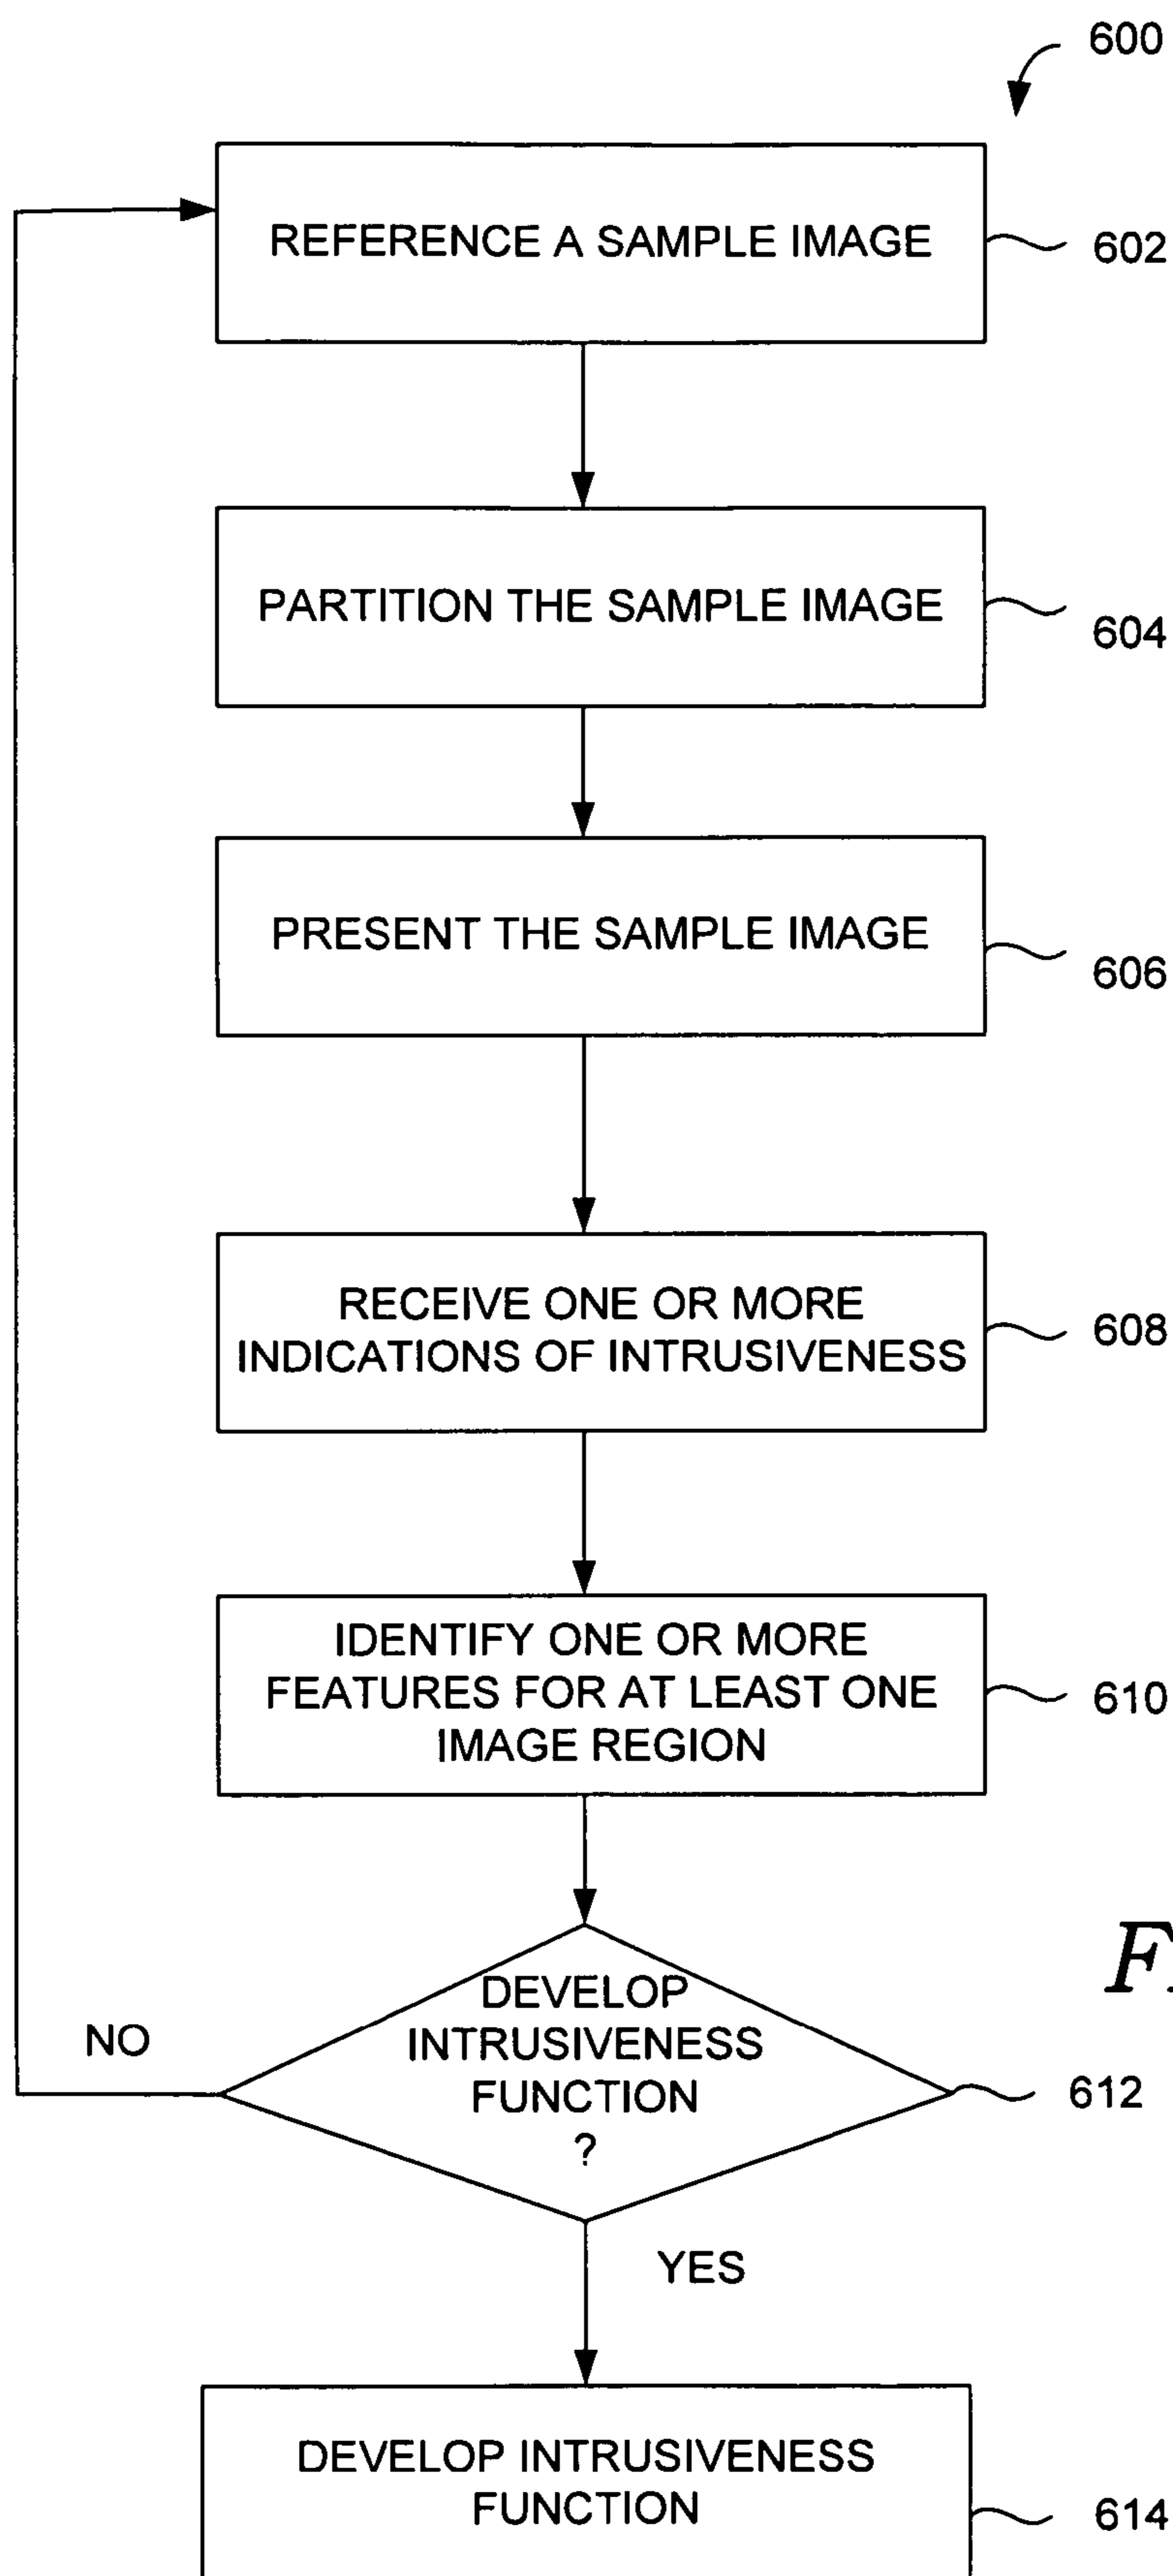 600
REFERENCE A SAMPLE IMAGE
602
PARTITION THE SAMPLE IMAGE
604
PRESENT THE SAMPLE IMAGE
606
RECEIVE ONE OR MORE
INDICATIONS OF INTRUSIVENESS
608
IDENTIFY ONE OR MORE
FEATURES FOR AT LEAST ONE
IMAGE REGION
610
DEVELOP
INTRUSIVENESS
FUNCTION
?
612
NO
YES
DEVELOP INTRUSIVENESS
FUNCTION
614